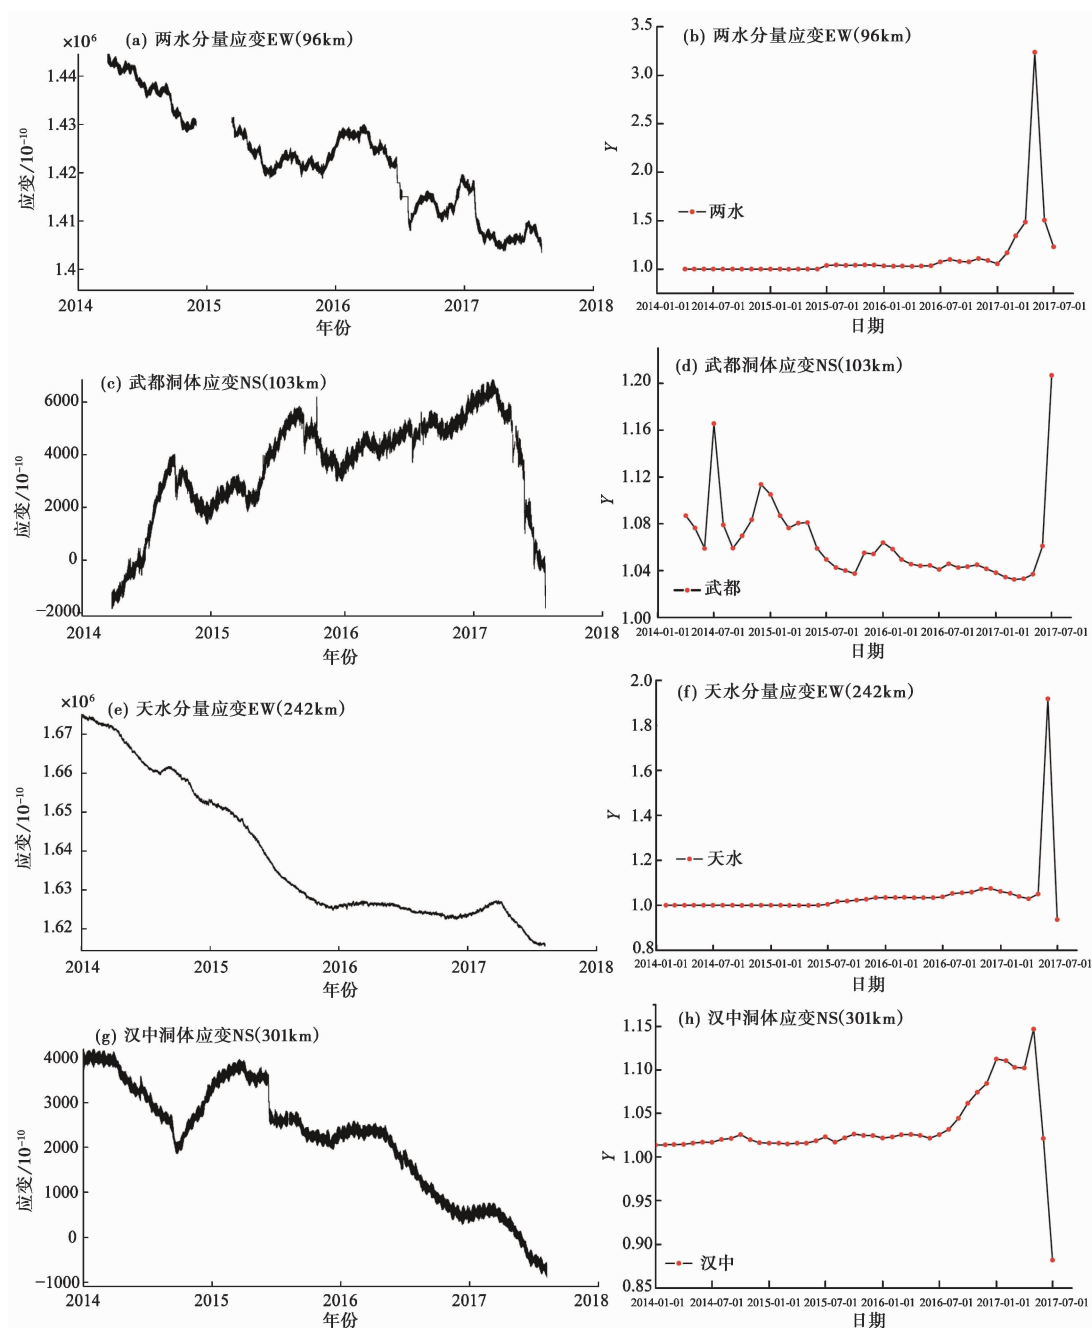 (a) 两水分量应变EW(96km)
×10⁶
1.44
1.43
1.42
1.41
1.4
应变/10⁻¹⁰
2014 2015 2016 2017 2018
年份
(b) 两水分量应变EW(96km)
3.5
3.0
2.5
2.0
1.5
1.0
Y
两水
2014-01-01 2014-07-01 2015-01-01 2015-07-01 2016-01-01 2016-07-01 2017-01-01 2017-07-01
日期
(c) 武都洞体应变NS(103km)
6000
4000
2000
0
−2000
应变/10⁻¹⁰
2014 2015 2016 2017 2018
年份
(d) 武都洞体应变NS(103km)
1.20
1.16
1.12
1.08
1.04
1.00
Y
武都
2014-01-01 2014-07-01 2015-01-01 2015-07-01 2016-01-01 2016-07-01 2017-01-01 2017-07-01
日期
(e) 天水分量应变EW(242km)
×10⁶
1.67
1.66
1.65
1.64
1.63
1.62
应变/10⁻¹⁰
2014 2015 2016 2017 2018
年份
(f) 天水分量应变EW(242km)
2.0
1.8
1.6
1.4
1.2
1.0
0.8
Y
天水
2014-01-01 2014-07-01 2015-01-01 2015-07-01 2016-01-01 2016-07-01 2017-01-01 2017-07-01
日期
(g) 汉中洞体应变NS(301km)
4000
3000
2000
1000
0
−1000
应变/10⁻¹⁰
2014 2015 2016 2017 2018
年份
(h) 汉中洞体应变NS(301km)
1.15
1.10
1.05
1.00
0.95
0.90
0.85
Y
汉中
2014-01-01 2014-07-01 2015-01-01 2015-07-01 2016-01-01 2016-07-01 2017-01-01 2017-07-01
日期